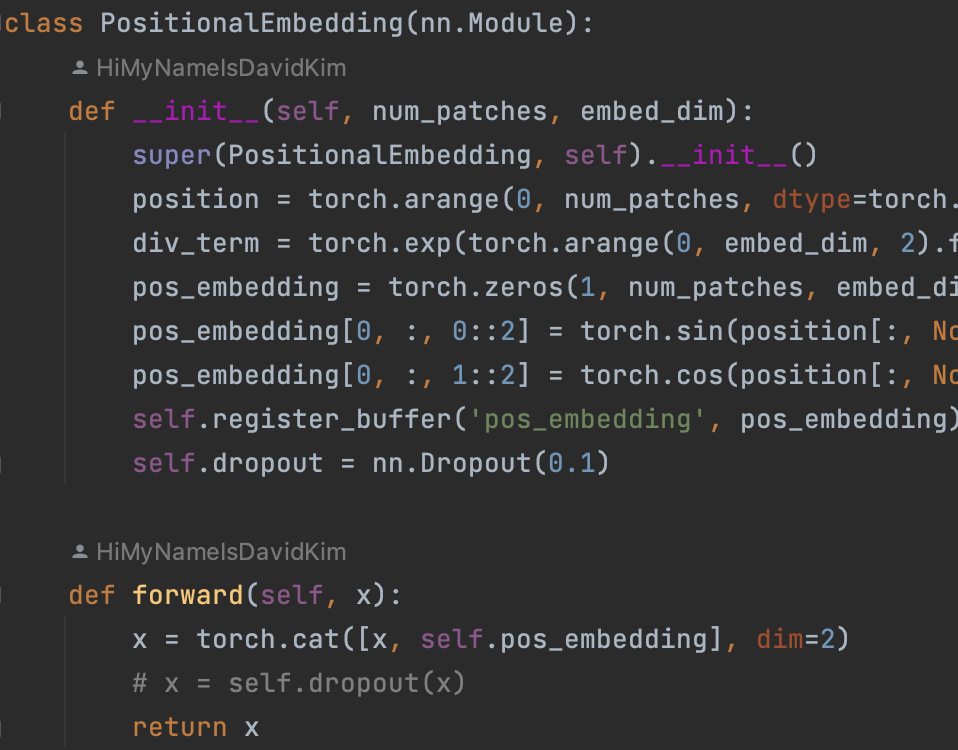 class PositionalEmbedding(nn.Module):
HiMyNameIsDavidKim
def __init__(self, num_patches, embed_dim):
super(PositionalEmbedding, self).__init__()
position = torch.arange(0, num_patches, dtype=torch.
div_term = torch.exp(torch.arange(0, embed_dim, 2).
pos_embedding = torch.zeros(1, num_patches, embed_di
pos_embedding[0, :, 0::2] = torch.sin(position[:, No
pos_embedding[0, :, 1::2] = torch.cos(position[:, No
self.register_buffer('pos_embedding', pos_embedding)
self.dropout = nn.Dropout(0.1)
HiMyNameIsDavidKim
def forward(self, x):
x = torch.cat([x, self.pos_embedding], dim=2)
# x = self.dropout(x)
return x